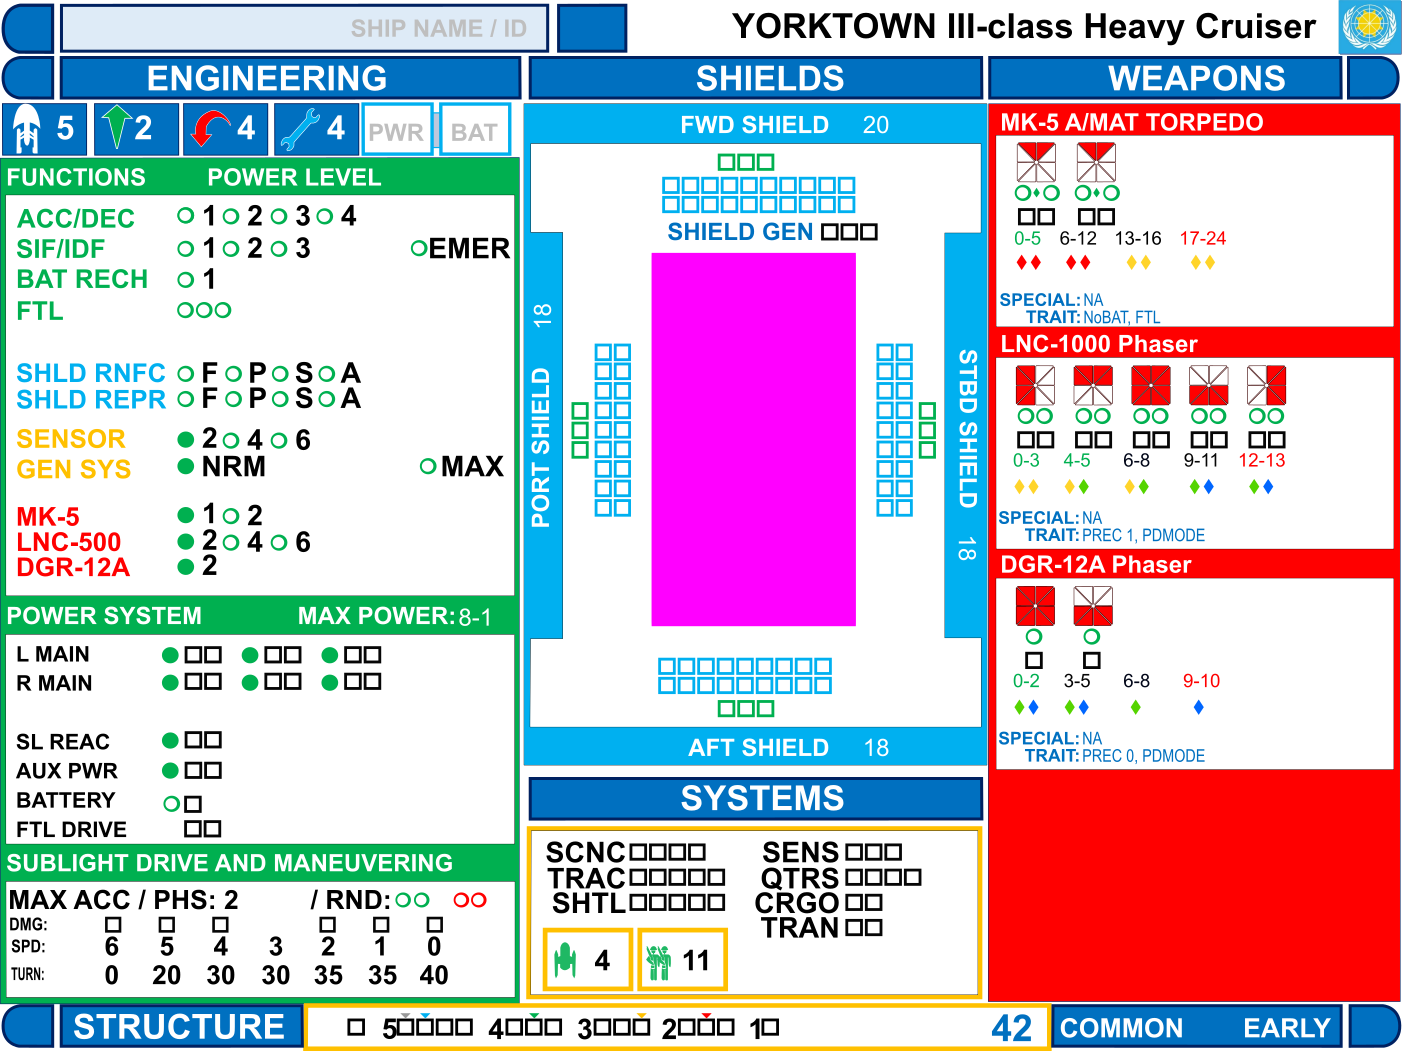 SHIP NAME / ID
YORKTOWN III-class Heavy Cruiser
ENGINEERING
5
2
4
4
PWR
BAT
FUNCTIONS POWER LEVEL
ACC/DEC 1 2 3 4
SIF/IDF 1 2 3 EMER
BAT RECH 1
FTL
SHLD RNFC F P S A
SHLD REPR F P S A
SENSOR 2 4 6
GEN SYS NRM MAX
MK-5 1 2
LNC-500 2 4 6
DGR-12A 2
POWER SYSTEM MAX POWER: 8-1
L MAIN
R MAIN
SL REAC
AUX PWR
BATTERY
FTL DRIVE
SUBLIGHT DRIVE AND MANEUVERING
MAX ACC / PHS: 2 / RND:
DMG:
SPD: 6 5 4 3 2 1 0
TURN: 0 20 30 30 35 35 40
SHIELDS
FWD SHIELD 20
SHIELD GEN
PORT SHIELD 18
STBD SHIELD 18
AFT SHIELD 18
SYSTEMS
SCNC
TRAC
SHTL
SENS
QTRS
CRGO
TRAN
4
11
WEAPONS
MK-5 A/MAT TORPEDO
0-5 6-12 13-16 17-24
SPECIAL: NA
TRAIT: NoBAT, FTL
LNC-1000 Phaser
0-3 4-5 6-8 9-11 12-13
SPECIAL: NA
TRAIT: PREC 1, PDMODE
DGR-12A Phaser
0-2 3-5 6-8 9-10
SPECIAL: NA
TRAIT: PREC 0, PDMODE
STRUCTURE
5 4 3 2 1
42
COMMON EARLY